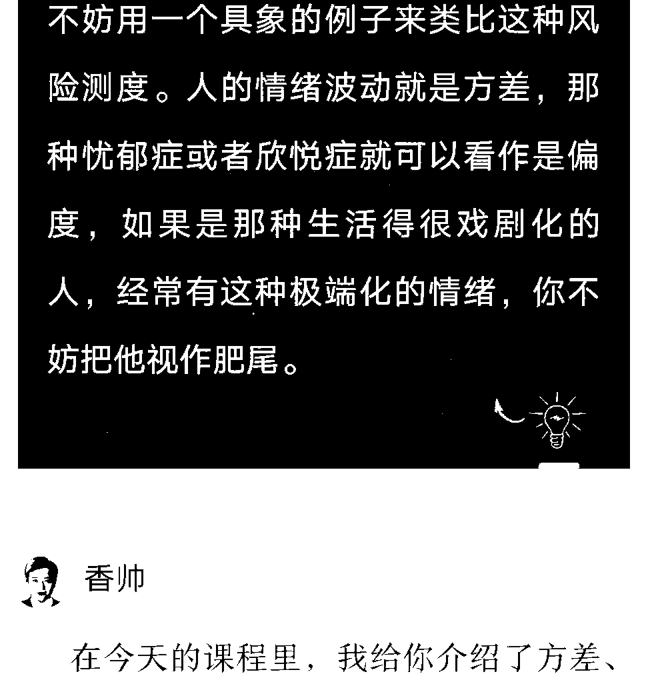 不妨用一个具象的例子来类比这种风
险测度。人的情绪波动就是方差，那
种忧郁症或者欣悦症就可以看作是偏
度，如果是那种生活得很戏剧化的
人，经常有这种极端化的情绪，你不
妨把他视作肥尾。
香帅
在今天的课程里，我给你介绍了方差、